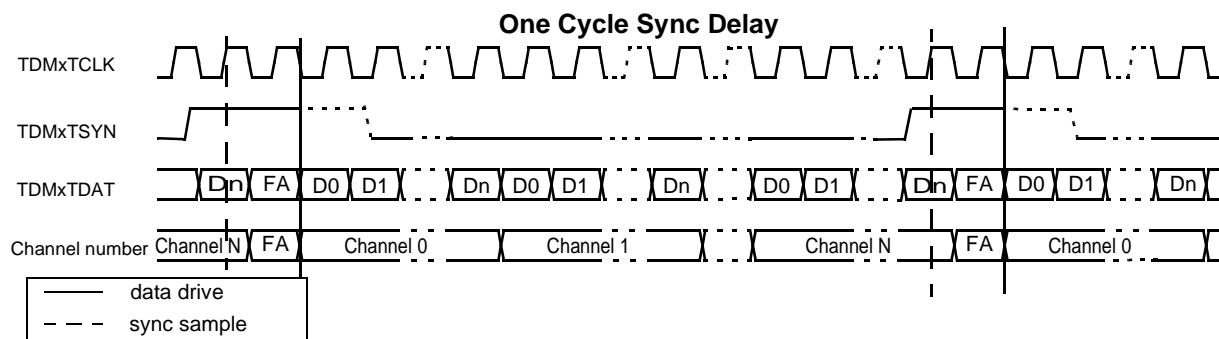 One Cycle Sync Delay
TDMxTCLK
TDMxTSYN
TDMxTDAT Dn FA D0 D1 Dn D0 D1 Dn D0 D1 Dn FA D0 D1 Dn
Channel number Channel N FA Channel 0 Channel 1 Channel N FA Channel 0
data drive
sync sample